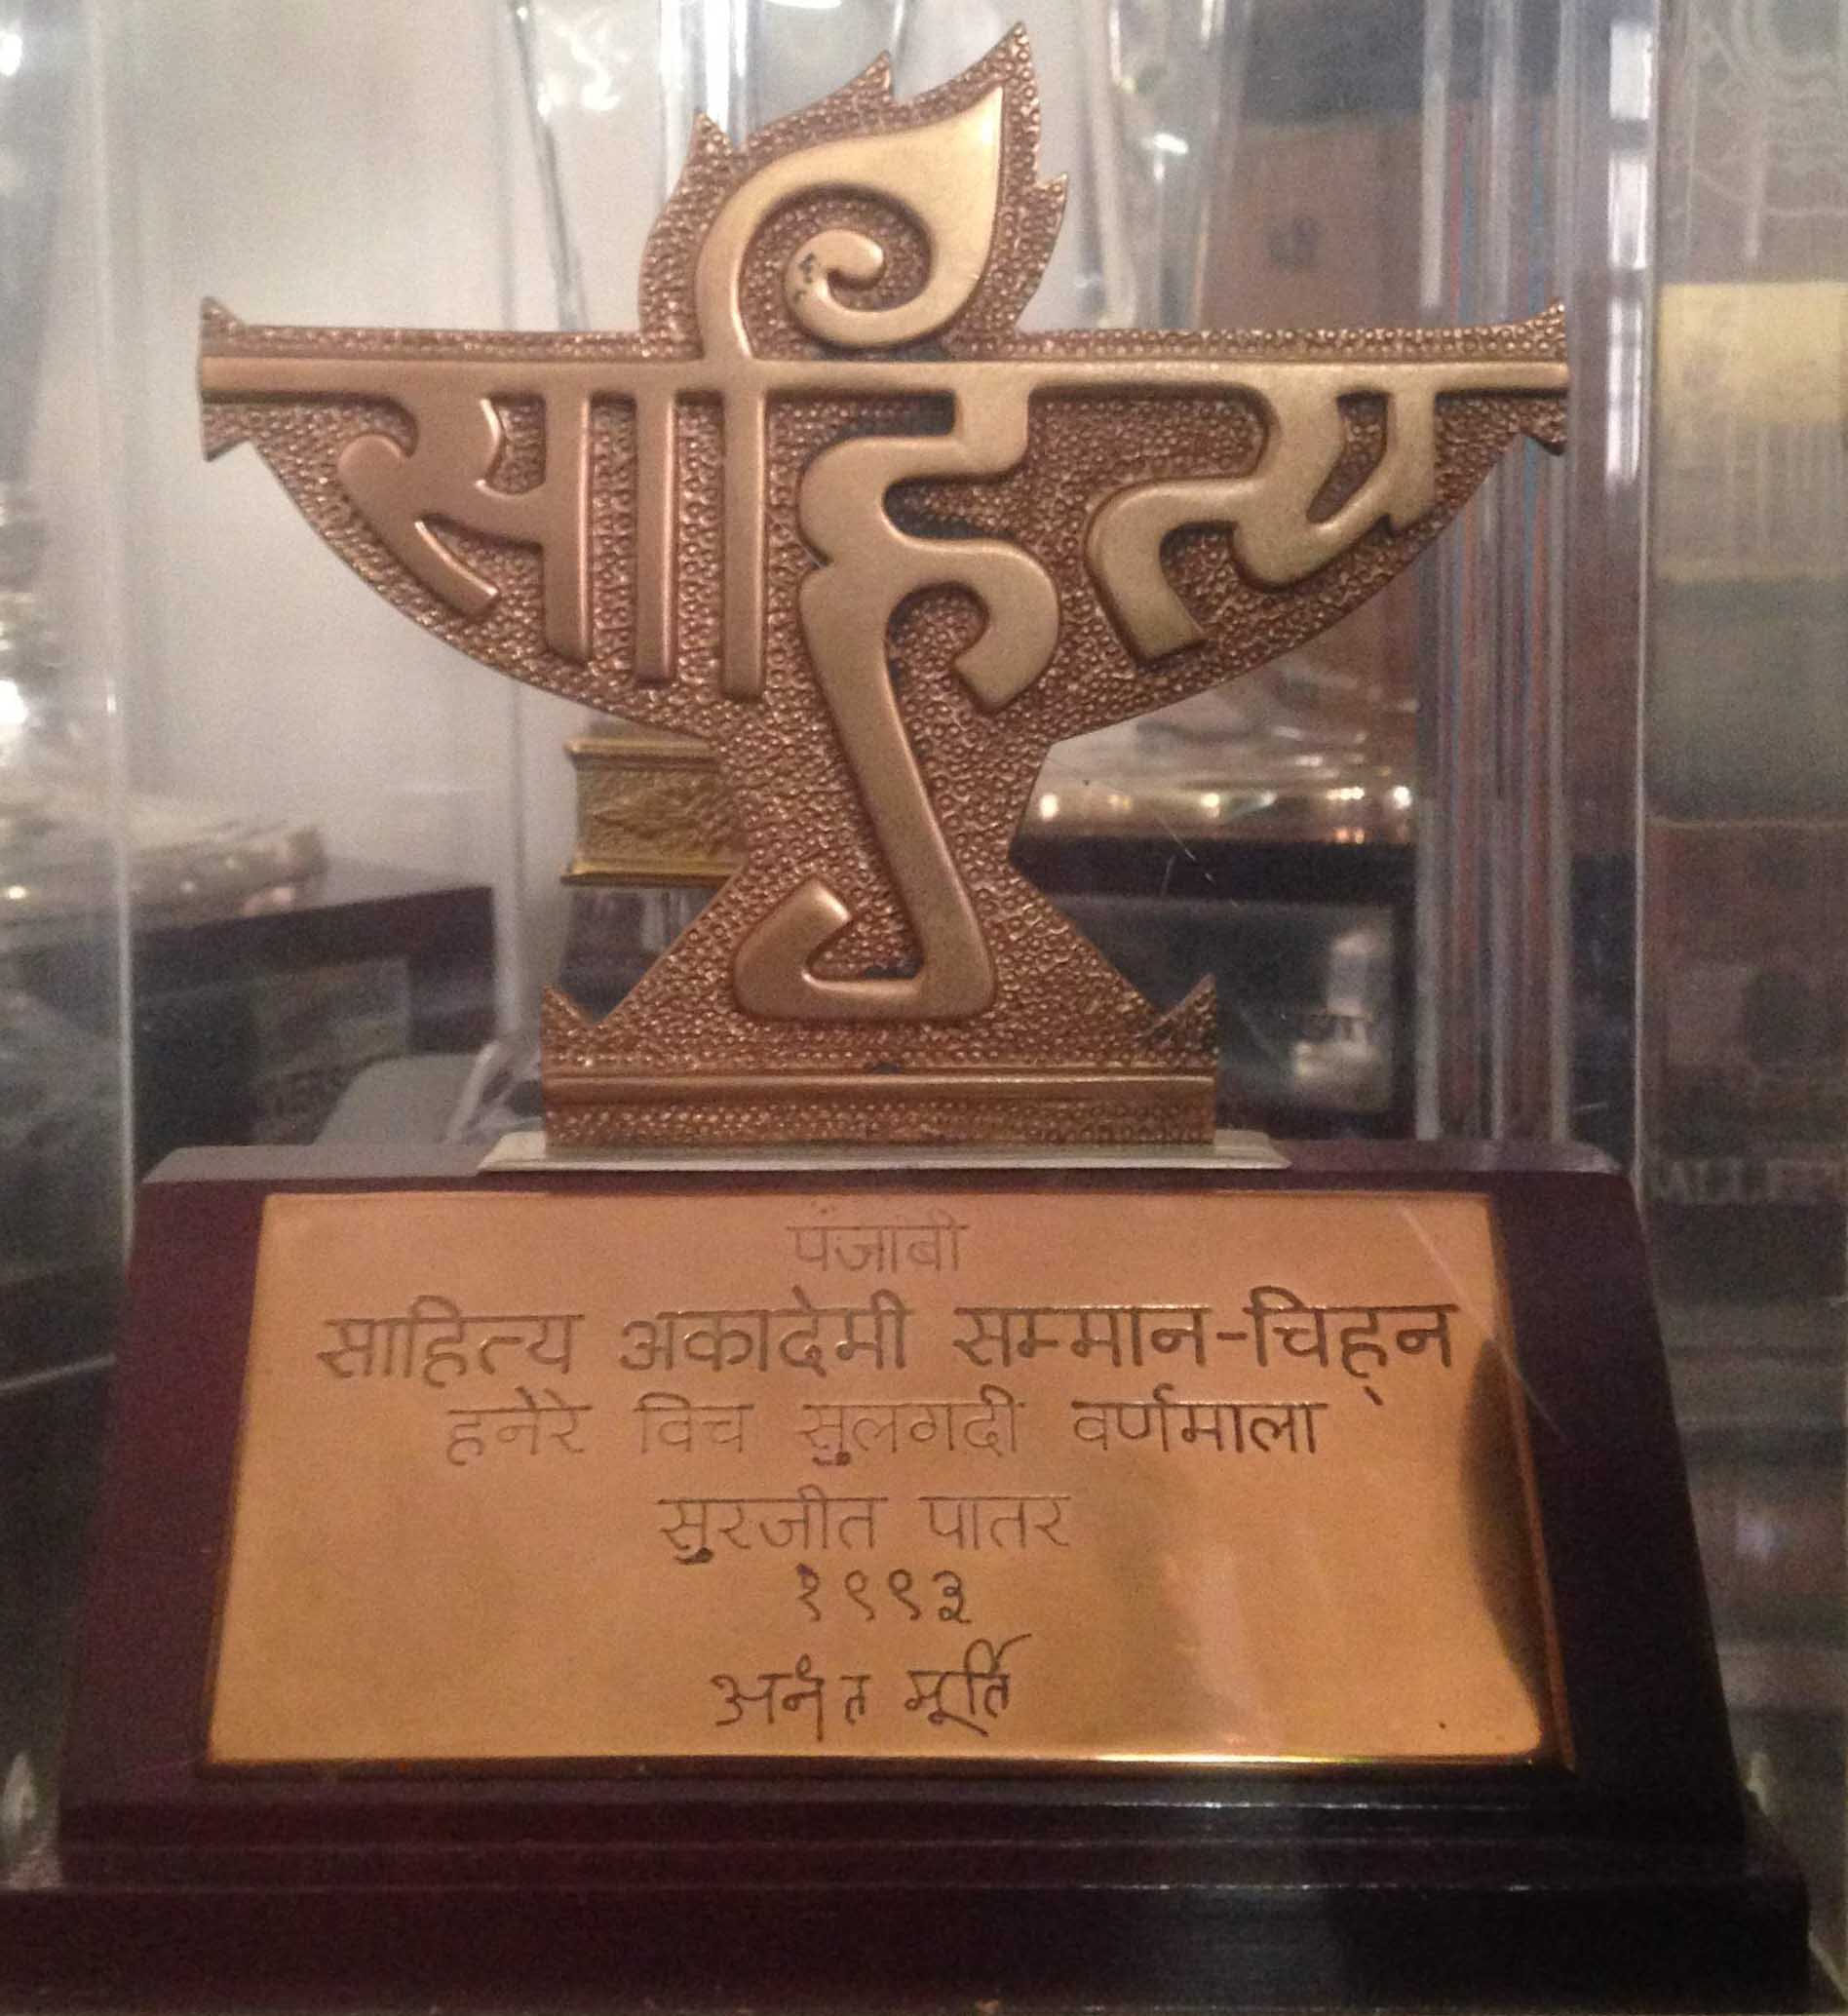 साहित्य
पंजाबी
साहित्य अकादेमी सम्मान-चिह्‌न
हनेरे विच सुलगदी वर्णमाला
सुरजीत पातर
१९९३
अनंत मूर्ति